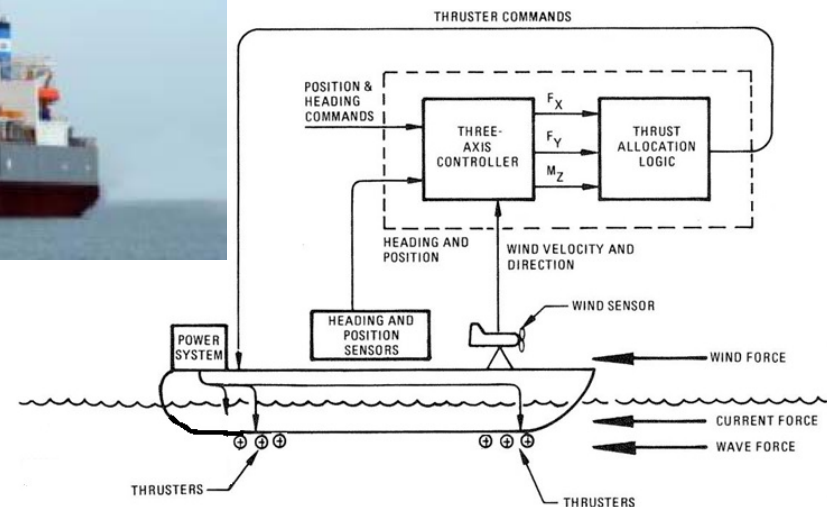 THRUSTER COMMANDS
POSITION &
HEADING
COMMANDS
THREE-
AXIS
CONTROLLER
F_X
F_Y
M_Z
THRUST
ALLOCATION
LOGIC
HEADING AND
POSITION
WIND VELOCITY AND
DIRECTION
HEADING AND
POSITION
SENSORS
WIND SENSOR
POWER
SYSTEM
WIND FORCE
CURRENT FORCE
WAVE FORCE
THRUSTERS
THRUSTERS